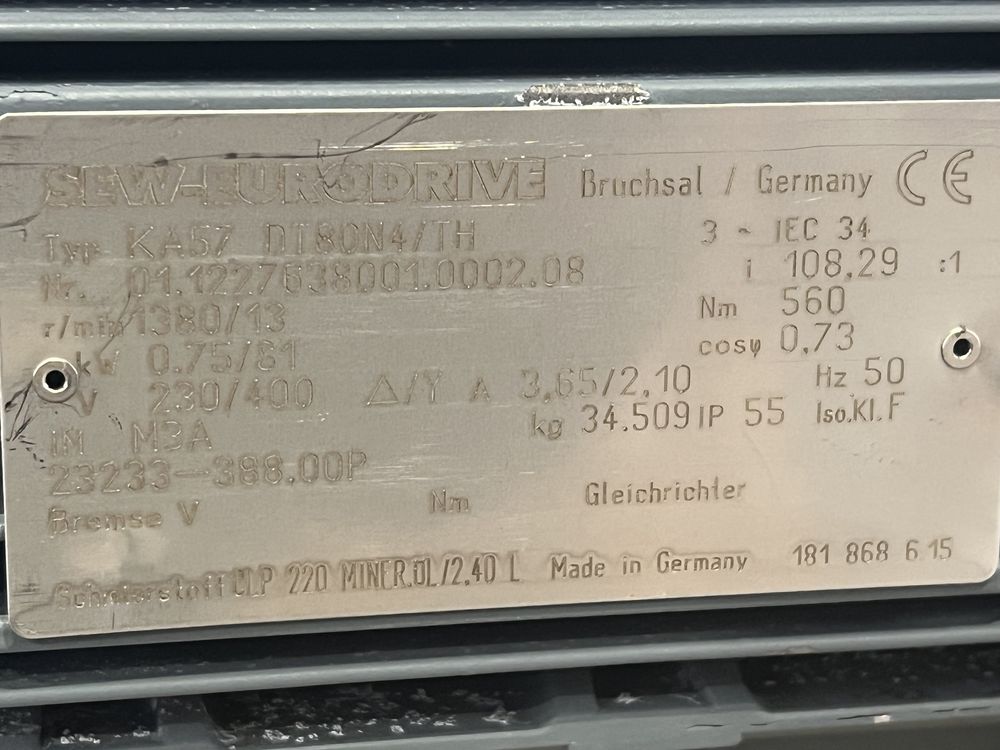 SEW-EURODRIVE Bruchsal / Germany CE
Typ KA57 DT80N4/TH 3 ~ IEC 34
Nr. 01.1227638001.0002.08 i 108,29 :1
r/min 1380/13 Nm 560
kW 0.75/S1 cosφ 0,73
V 230/400 Δ/Y A 3,65/2,10 Hz 50
IM M3A kg 34.509 IP 55 Iso.Kl. F
23233-388.00P
Bremse V Nm Gleichrichter
Schmierstoff CLP 220 MINER.ÖL/2,40 L Made in Germany 181 868 6.15